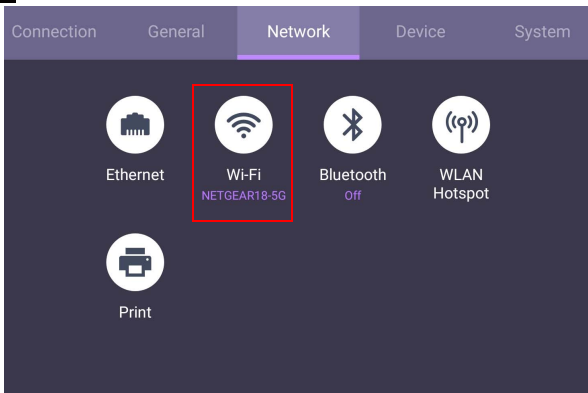 Connection General Network Device System
Ethernet Wi-Fi Bluetooth WLAN
Hotspot
NETGEAR18-5G Off
Print